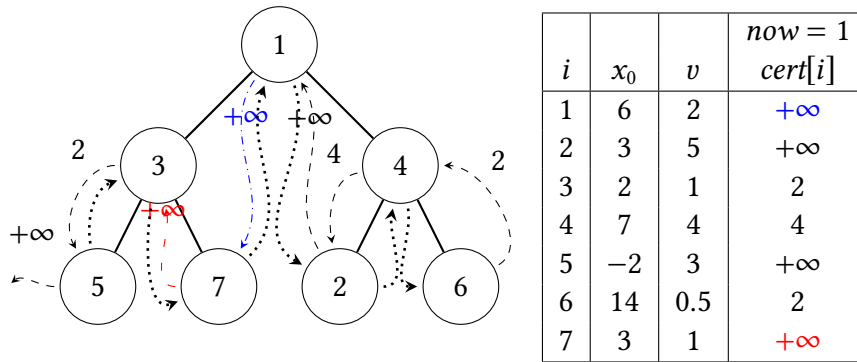 1
+∞ +∞
2 3 4 4 2
+∞
+∞
5 7 2 6
now = 1
i x₀ v cert[i]
1 6 2 +∞
2 3 5 +∞
3 2 1 2
4 7 4 4
5 −2 3 +∞
6 14 0.5 2
7 3 1 +∞